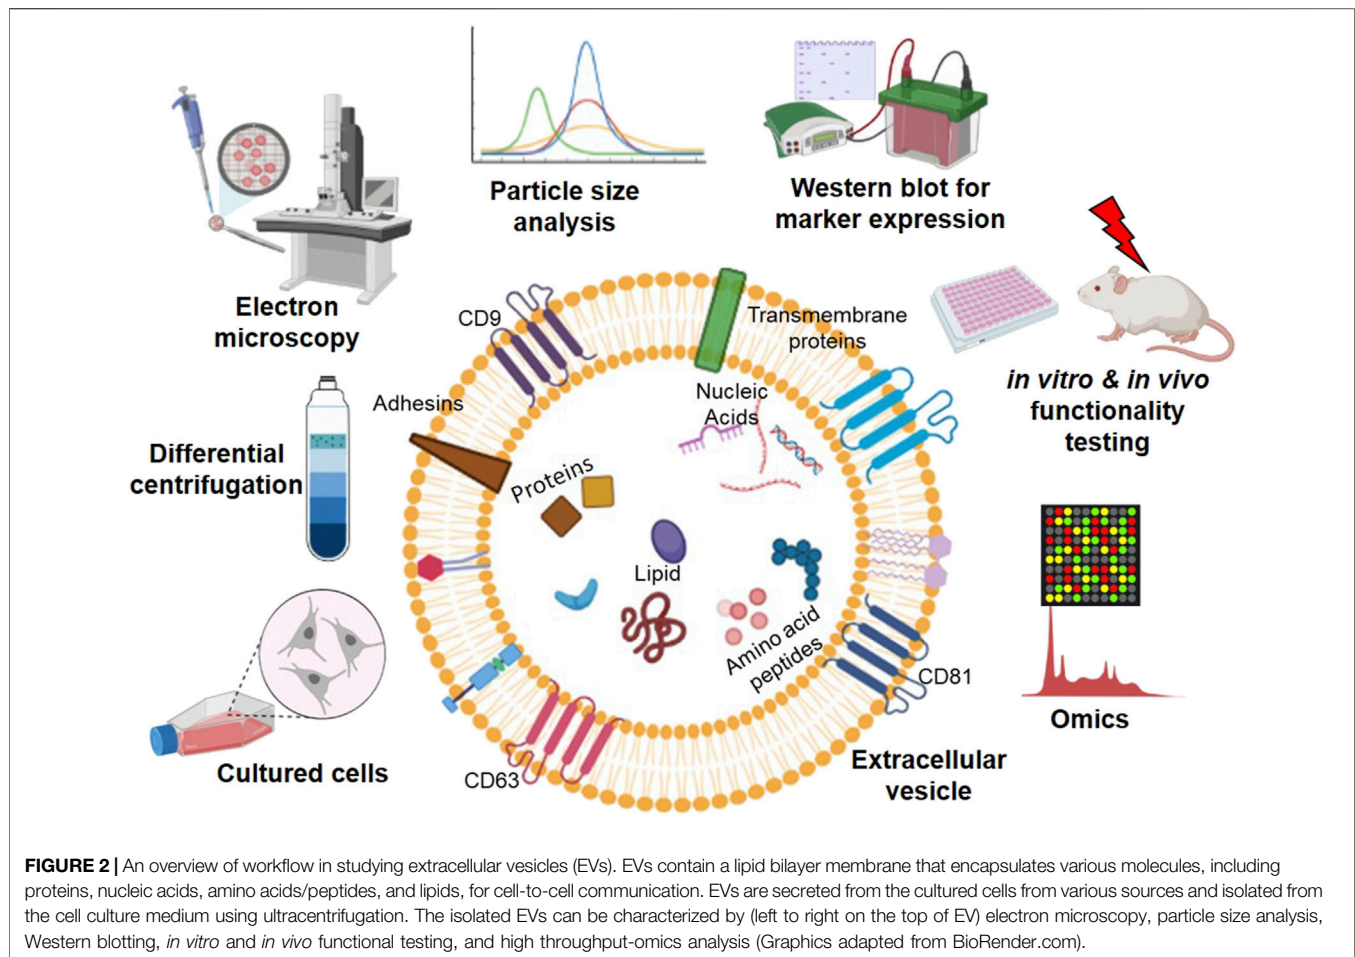 Particle size
analysis
Western blot for
marker expression
Electron
microscopy
CD9
Transmembrane
proteins
in vitro & in vivo
functionality
testing
Adhesins
Nucleic
Acids
Differential
centrifugation
Proteins
Lipid
Amino acid
peptides
CD81
Omics
Cultured cells
CD63
Extracellular
vesicle
FIGURE 2 | An overview of workflow in studying extracellular vesicles (EVs). EVs contain a lipid bilayer membrane that encapsulates various molecules, including
proteins, nucleic acids, amino acids/peptides, and lipids, for cell-to-cell communication. EVs are secreted from the cultured cells from various sources and isolated from
the cell culture medium using ultracentrifugation. The isolated EVs can be characterized by (left to right on the top of EV) electron microscopy, particle size analysis,
Western blotting, in vitro and in vivo functional testing, and high throughput-omics analysis (Graphics adapted from BioRender.com).